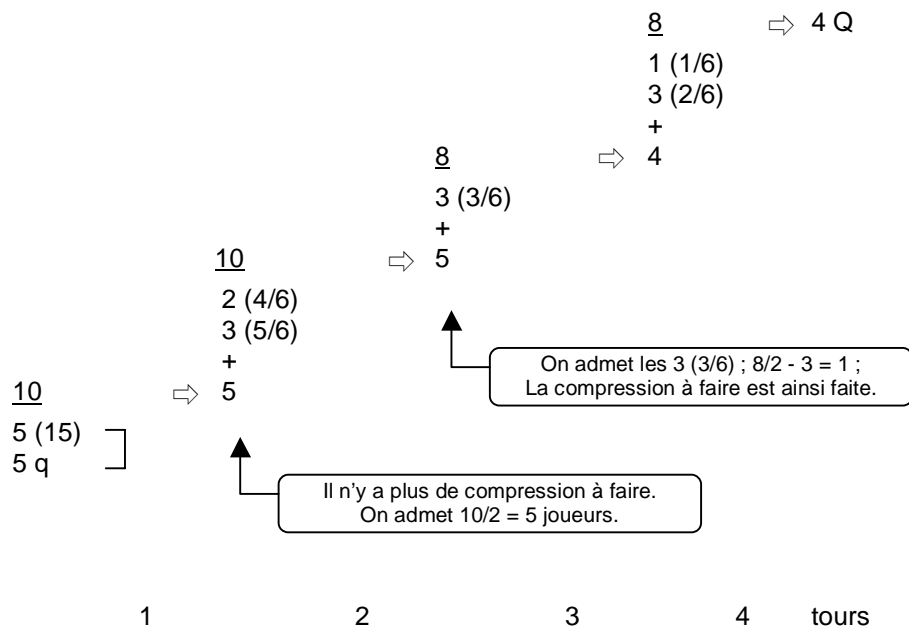 8 ⇨ 4 Q
1 (1/6)
3 (2/6)
+
⇨ 4
8
3 (3/6)
+
⇨ 5
10
2 (4/6)
3 (5/6)
+
⇨ 5
On admet les 3 (3/6) ; 8/2 - 3 = 1 ;
La compression à faire est ainsi faite.
10
5 (15)
5 q
Il n'y a plus de compression à faire.
On admet 10/2 = 5 joueurs.
1 2 3 4 tours